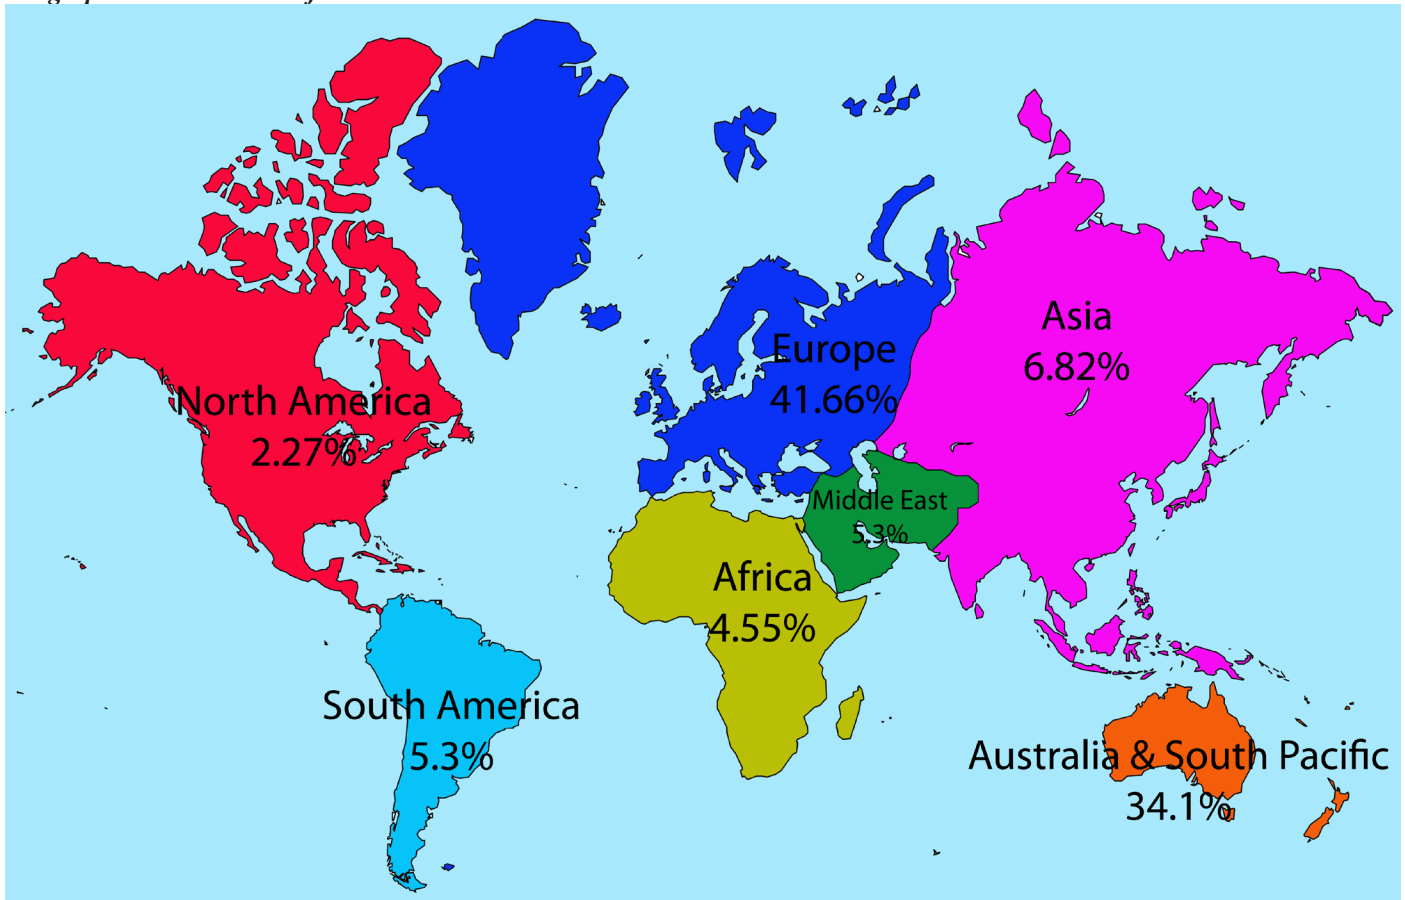 Asia
6.82%
Europe
41.66%
North America
2.27%
Middle East
5.3%
Africa
4.55%
South America
5.3%
Australia & South Pacific
34.1%